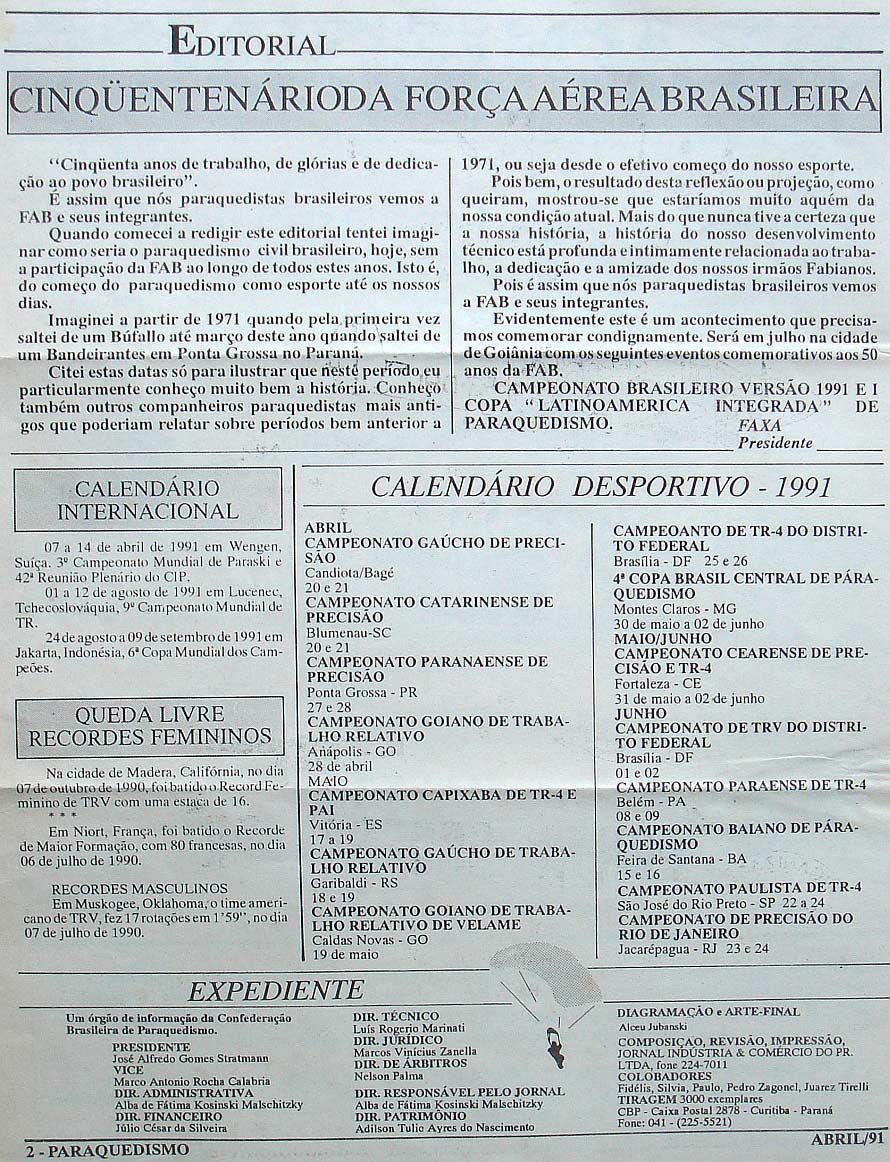 EDITORIAL
CINQÜENTENÁRIO DA FORÇA AÉREA BRASILEIRA
"Cinqüenta anos de trabalho, de glórias e de dedica-
ção ao povo brasileiro".
É assim que nós paraquedistas brasileiros vemos a
FAB e seus integrantes.
Quando comecei a redigir este editorial tentei imagi-
nar como seria o paraquedismo civil brasileiro, hoje, sem
a participação da FAB ao longo de todos estes anos. Isto é,
do começo do paraquedismo como esporte até os nossos
dias.
Imaginei a partir de 1971 quando pela primeira vez
saltei de um Búfallo até março deste ano quando saltei de
um Bandeirantes em Ponta Grossa no Paraná.
Citei estas datas só para ilustrar que neste período eu
particularmente conheço muito bem a história. Conheço
também outros companheiros paraquedistas mais anti-
gos que poderiam relatar sobre períodos bem anterior a
1971, ou seja desde o efetivo começo do nosso esporte.
Pois bem, o resultado desta reflexão ou projeção, como
queiram, mostrou-se que estaríamos muito aquém da
nossa condição atual. Mais do que nunca tive a certeza que
a nossa história, a história do nosso desenvolvimento
técnico está profunda e intimamente relacionada ao traba-
lho, a dedicação e a amizade dos nossos irmãos Fabianos.
Pois é assim que nós paraquedistas brasileiros vemos
a FAB e seus integrantes.
Evidentemente este é um acontecimento que precisa-
mos comemorar condignamente. Será em julho na cidade
de Goiânia com os seguintes eventos comemorativos aos 50
anos da FAB.
CAMPEONATO BRASILEIRO VERSÃO 1991 E I
COPA "LATINOAMERICA INTEGRADA" DE
PARAQUEDISMO. FAXA
Presidente
CALENDÁRIO
INTERNACIONAL
07 a 14 de abril de 1991 em Wengen,
Suíça. 3º Campeonato Mundial de Paraski e
42ª Reunião Plenário do CIP.
01 a 12 de agosto de 1991 em Lucenec,
Tchecoslováquia, 9º Campeonato Mundial de
TR.
24 de agosto a 09 de setembro de 1991 em
Jakarta, Indonésia, 6ª Copa Mundial dos Cam-
peões.
QUEDA LIVRE
RECORDES FEMININOS
Na cidade de Madera, Califórnia, no dia
07 de outubro de 1990, foi batido o Record Fe-
minino de TRV com uma estaca de 16.
* * *
Em Niort, França, foi batido o Recorde
de Maior Formação, com 80 francesas, no dia
06 de julho de 1990.
RECORDES MASCULINOS
Em Muskogee, Oklahoma, o time ameri-
cano de TRV, fez 17 rotações em 1'59", no dia
07 de julho de 1990.
CALENDÁRIO DESPORTIVO - 1991
ABRIL
CAMPEONATO GAÚCHO DE PRECI-
SÃO
Candiota/Bagé
20 e 21
CAMPEONATO CATARINENSE DE
PRECISÃO
Blumenau-SC
20 e 21
CAMPEONATO PARANAENSE DE
PRECISÃO
Ponta Grossa - PR
27 e 28
CAMPEONATO GOIANO DE TRABA-
LHO RELATIVO
Anápolis - GO
28 de abril
MAIO
CAMPEONATO CAPIXABA DE TR-4 E
PAI
Vitória - ES
17 a 19
CAMPEONATO GAÚCHO DE TRABA-
LHO RELATIVO
Garibaldi - RS
18 e 19
CAMPEONATO GOIANO DE TRABA-
LHO RELATIVO DE VELAME
Caldas Novas - GO
19 de maio
CAMPEOANTO DE TR-4 DO DISTRI-
TO FEDERAL
Brasília - DF 25 e 26
4ª COPA BRASIL CENTRAL DE PÁRA-
QUEDISMO
Montes Claros - MG
30 de maio a 02 de junho
MAIO/JUNHO
CAMPEONATO CEARENSE DE PRE-
CISÃO E TR-4
Fortaleza - CE
31 de maio a 02 de junho
JUNHO
CAMPEONATO DE TRV DO DISTRI-
TO FEDERAL
Brasília - DF
01 e 02
CAMPEONATO PARAENSE DE TR-4
Belém - PA
08 e 09
CAMPEONATO BAIANO DE PÁRA-
QUEDISMO
Feira de Santana - BA
15 e 16
CAMPEONATO PAULISTA DE TR-4
São José do Rio Preto - SP 22 a 24
CAMPEONATO DE PRECISÃO DO
RIO DE JANEIRO
Jacarépagua - RJ 23 e 24
EXPEDIENTE
Um órgão de informação da Confederação
Brasileira de Paraquedismo.
PRESIDENTE
José Alfredo Gomes Stratmann
VICE
Marco Antonio Rocha Calabria
DIR. ADMINISTRATIVA
Alba de Fátima Kosinski Malschitzky
DIR. FINANCEIRO
Júlio César da Silveira
DIR. TÉCNICO
Luís Rogerio Marinati
DIR. JURÍDICO
Marcos Vinícius Zanella
DIR. DE ÁRBITROS
Nelson Palma
DIR. RESPONSÁVEL PELO JORNAL
Alba de Fátima Kosinski Malschitzky
DIR. PATRIMÔNIO
Adilson Tulio Ayres do Nascimento
DIAGRAMAÇÃO e ARTE-FINAL
Alceu Jubanski
COMPOSIÇAO, REVISÃO, IMPRESSÃO,
JORNAL INDÚSTRIA & COMÉRCIO DO PR.
LTDA, fone 224-7011
COLOBADORES
Fidélis, Silvia, Paulo, Pedro Zagonel, Juarez Tirelli
TIRAGEM 3000 exemplares
CBP - Caixa Postal 2878 - Curitiba - Paraná
Fone: 041 - (225-5521)
2 - PARAQUEDISMO
ABRIL/91